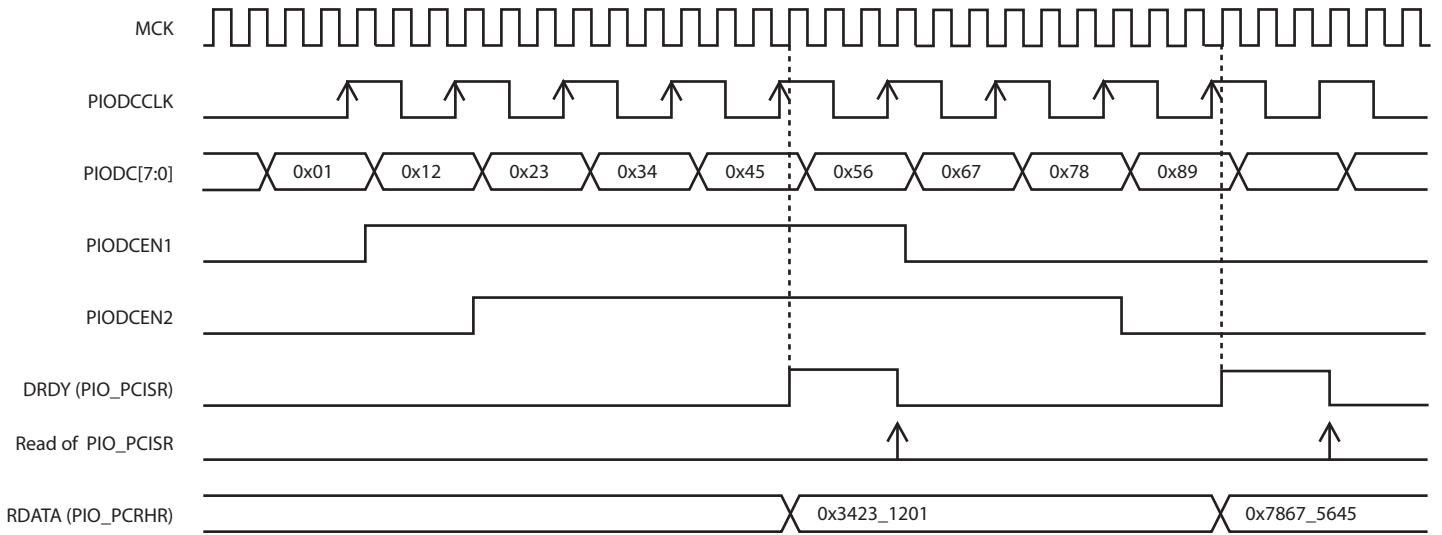 MCK
PIODCCLK
PIODC[7:0] 0x01 0x12 0x23 0x34 0x45 0x56 0x67 0x78 0x89
PIODCEN1
PIODCEN2
DRDY (PIO_PCISR)
Read of PIO_PCISR
RDATA (PIO_PCRHR) 0x3423_1201 0x7867_5645